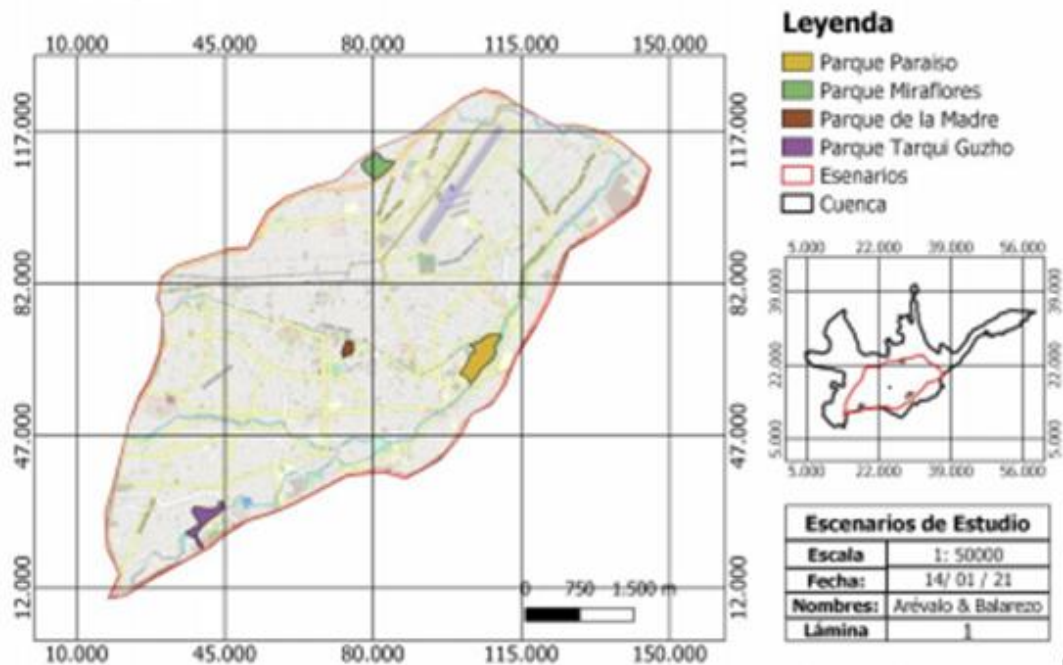 Leyenda
Parque Paraiso
Parque Miraflores
Parque de la Madre
Parque Tarqui Guzho
Esenarios
Cuenca
10.000 45.000 80.000 115.000 150.000
117.000 117.000
82.000 82.000
47.000 47.000
12.000 12.000
0 750 1.500 m
10.000 45.000 80.000 115.000 150.000
5.000 22.000 39.000 56.000
39.000 39.000
22.000 22.000
5.000 5.000
5.000 22.000 39.000 56.000
Escenarios de Estudio
Escala 1: 50000
Fecha: 14/ 01 / 21
Nombres: Arévalo & Balarezo
Lámina 1